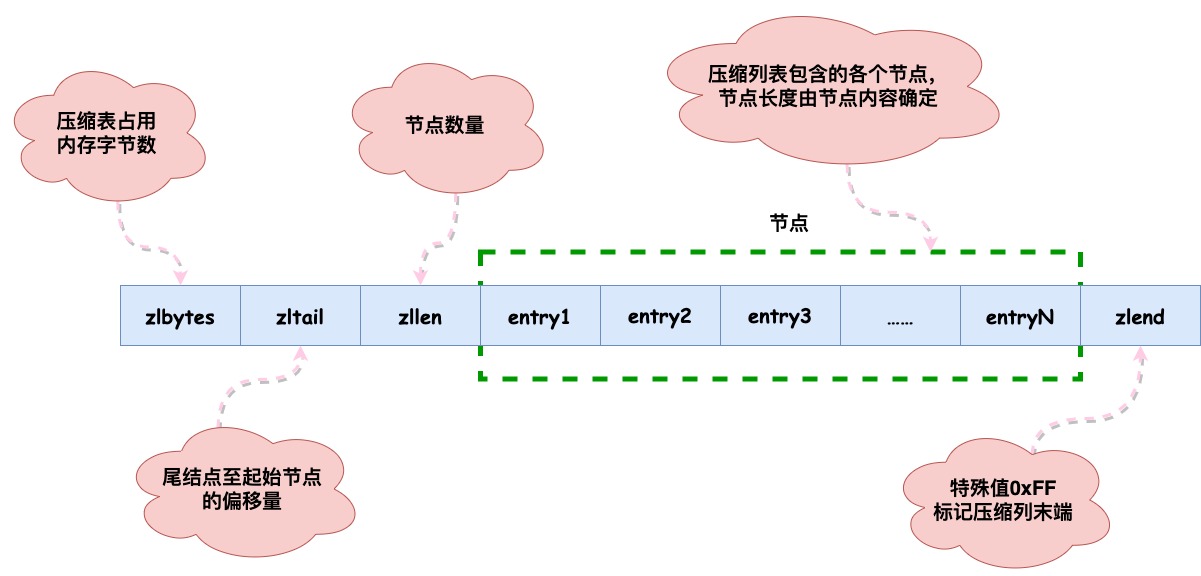 压缩列表包含的各个节点,
节点长度由节点内容确定
压缩表占用
内存字节数
节点数量
节点
zlbytes
zltail
zllen
entry1
entry2
entry3
......
entryN
zlend
尾结点至起始节点
的偏移量
特殊值0xFF
标记压缩列末端